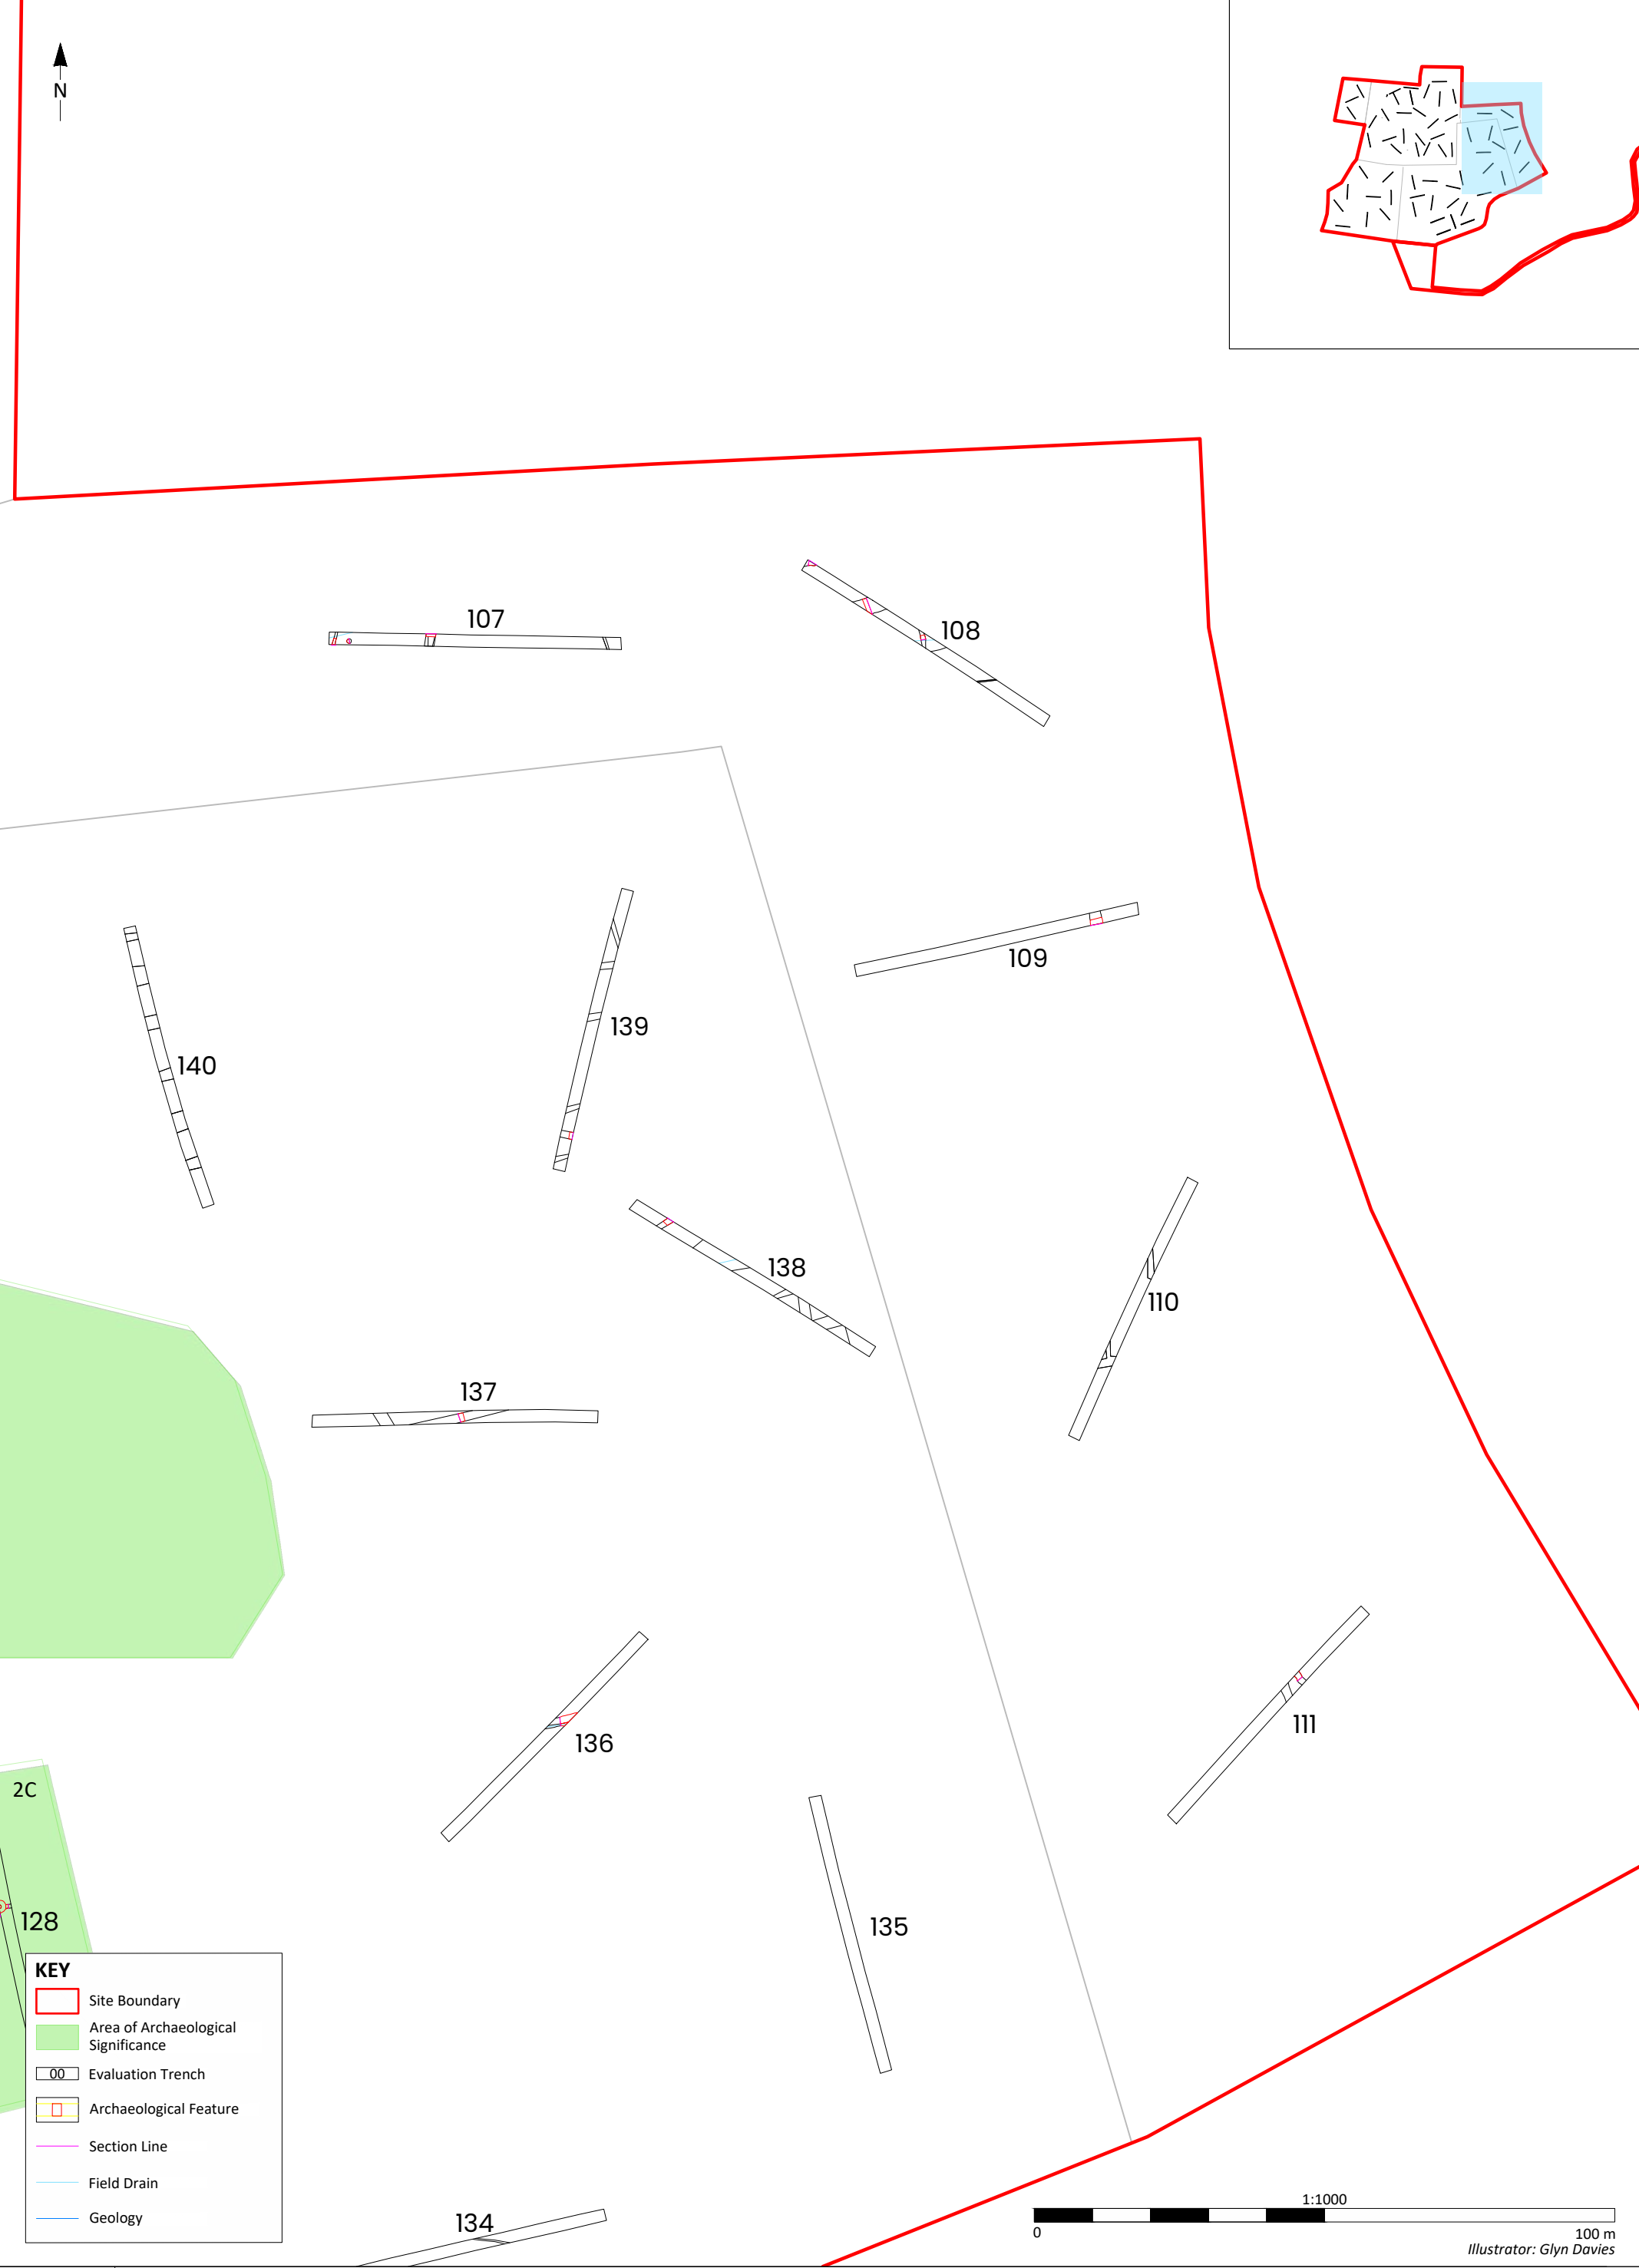 N
107
108
109
139
140
138
110
137
111
136
2C
128
135
KEY
Site Boundary
Area of Archaeological
Significance
00 Evaluation Trench
Archaeological Feature
Section Line
Field Drain
Geology
134
1:1000
0 100 m
Illustrator: Glyn Davies